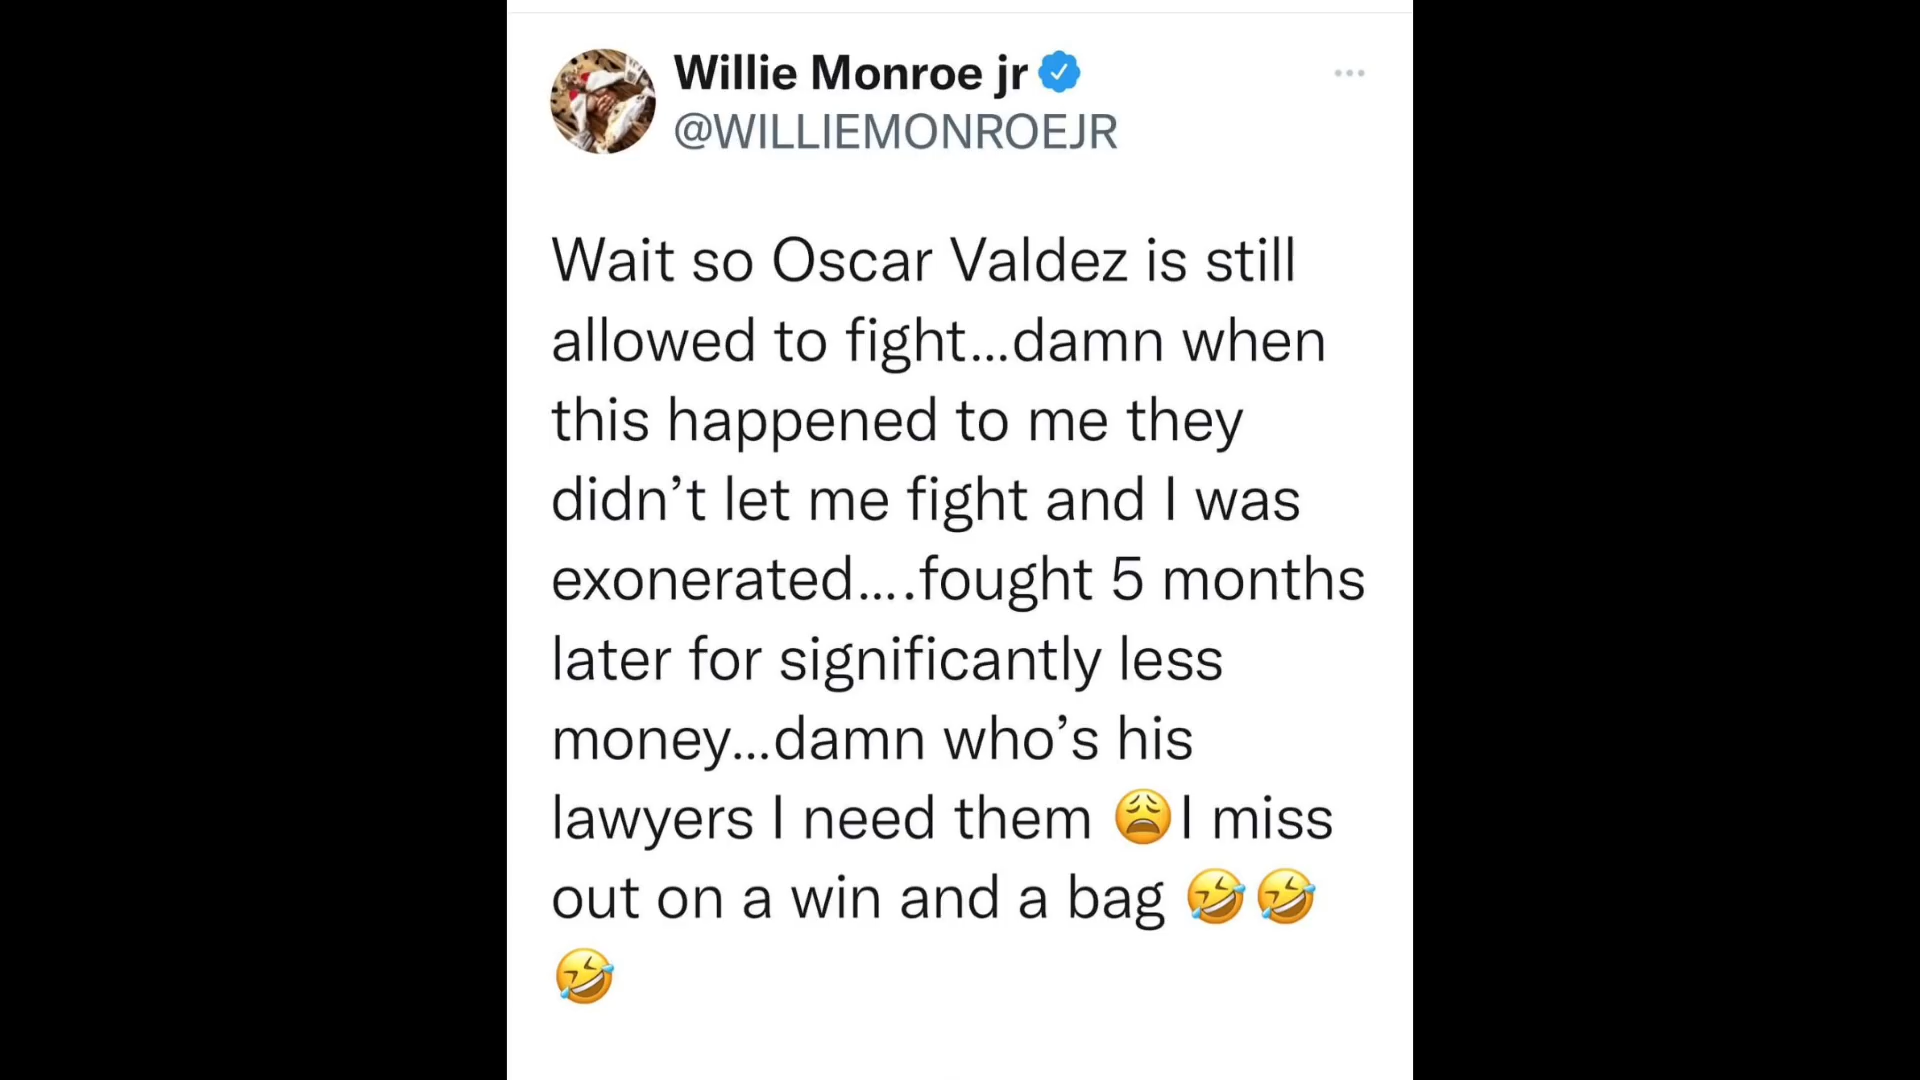 Willie Monroe jr
@WILLIEMONROEJR
Wait so Oscar Valdez is still
allowed to fight...damn when
this happened to me they
didn’t let me fight and I was
exonerated....fought 5 months
later for significantly less
money...damn who’s his
lawyers I need them 😩I miss
out on a win and a bag 🤣🤣
🤣